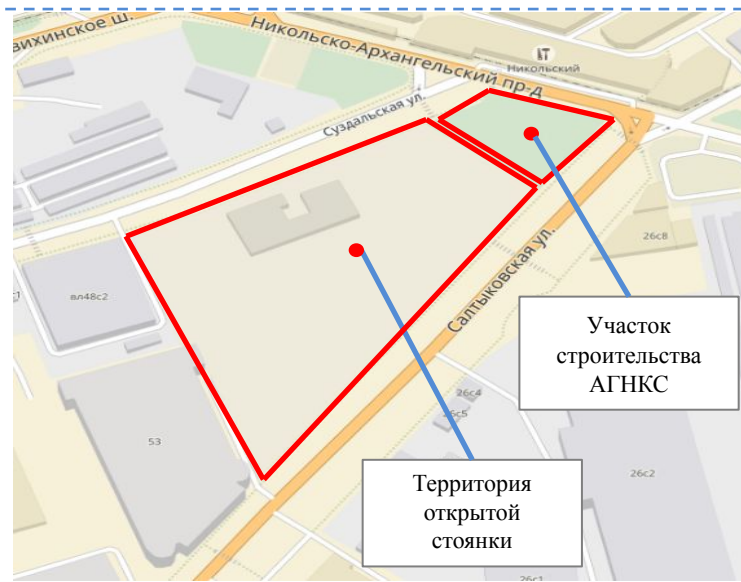 вихинское ш.
Никольско-Архангельский пр-д
Никольский
Суздальская ул.
26с8
Салтыковская ул.
вл48с2
Участок
строительства
АГНКС
26с4
26с5
53
26с2
Территория
открытой
стоянки
26с1